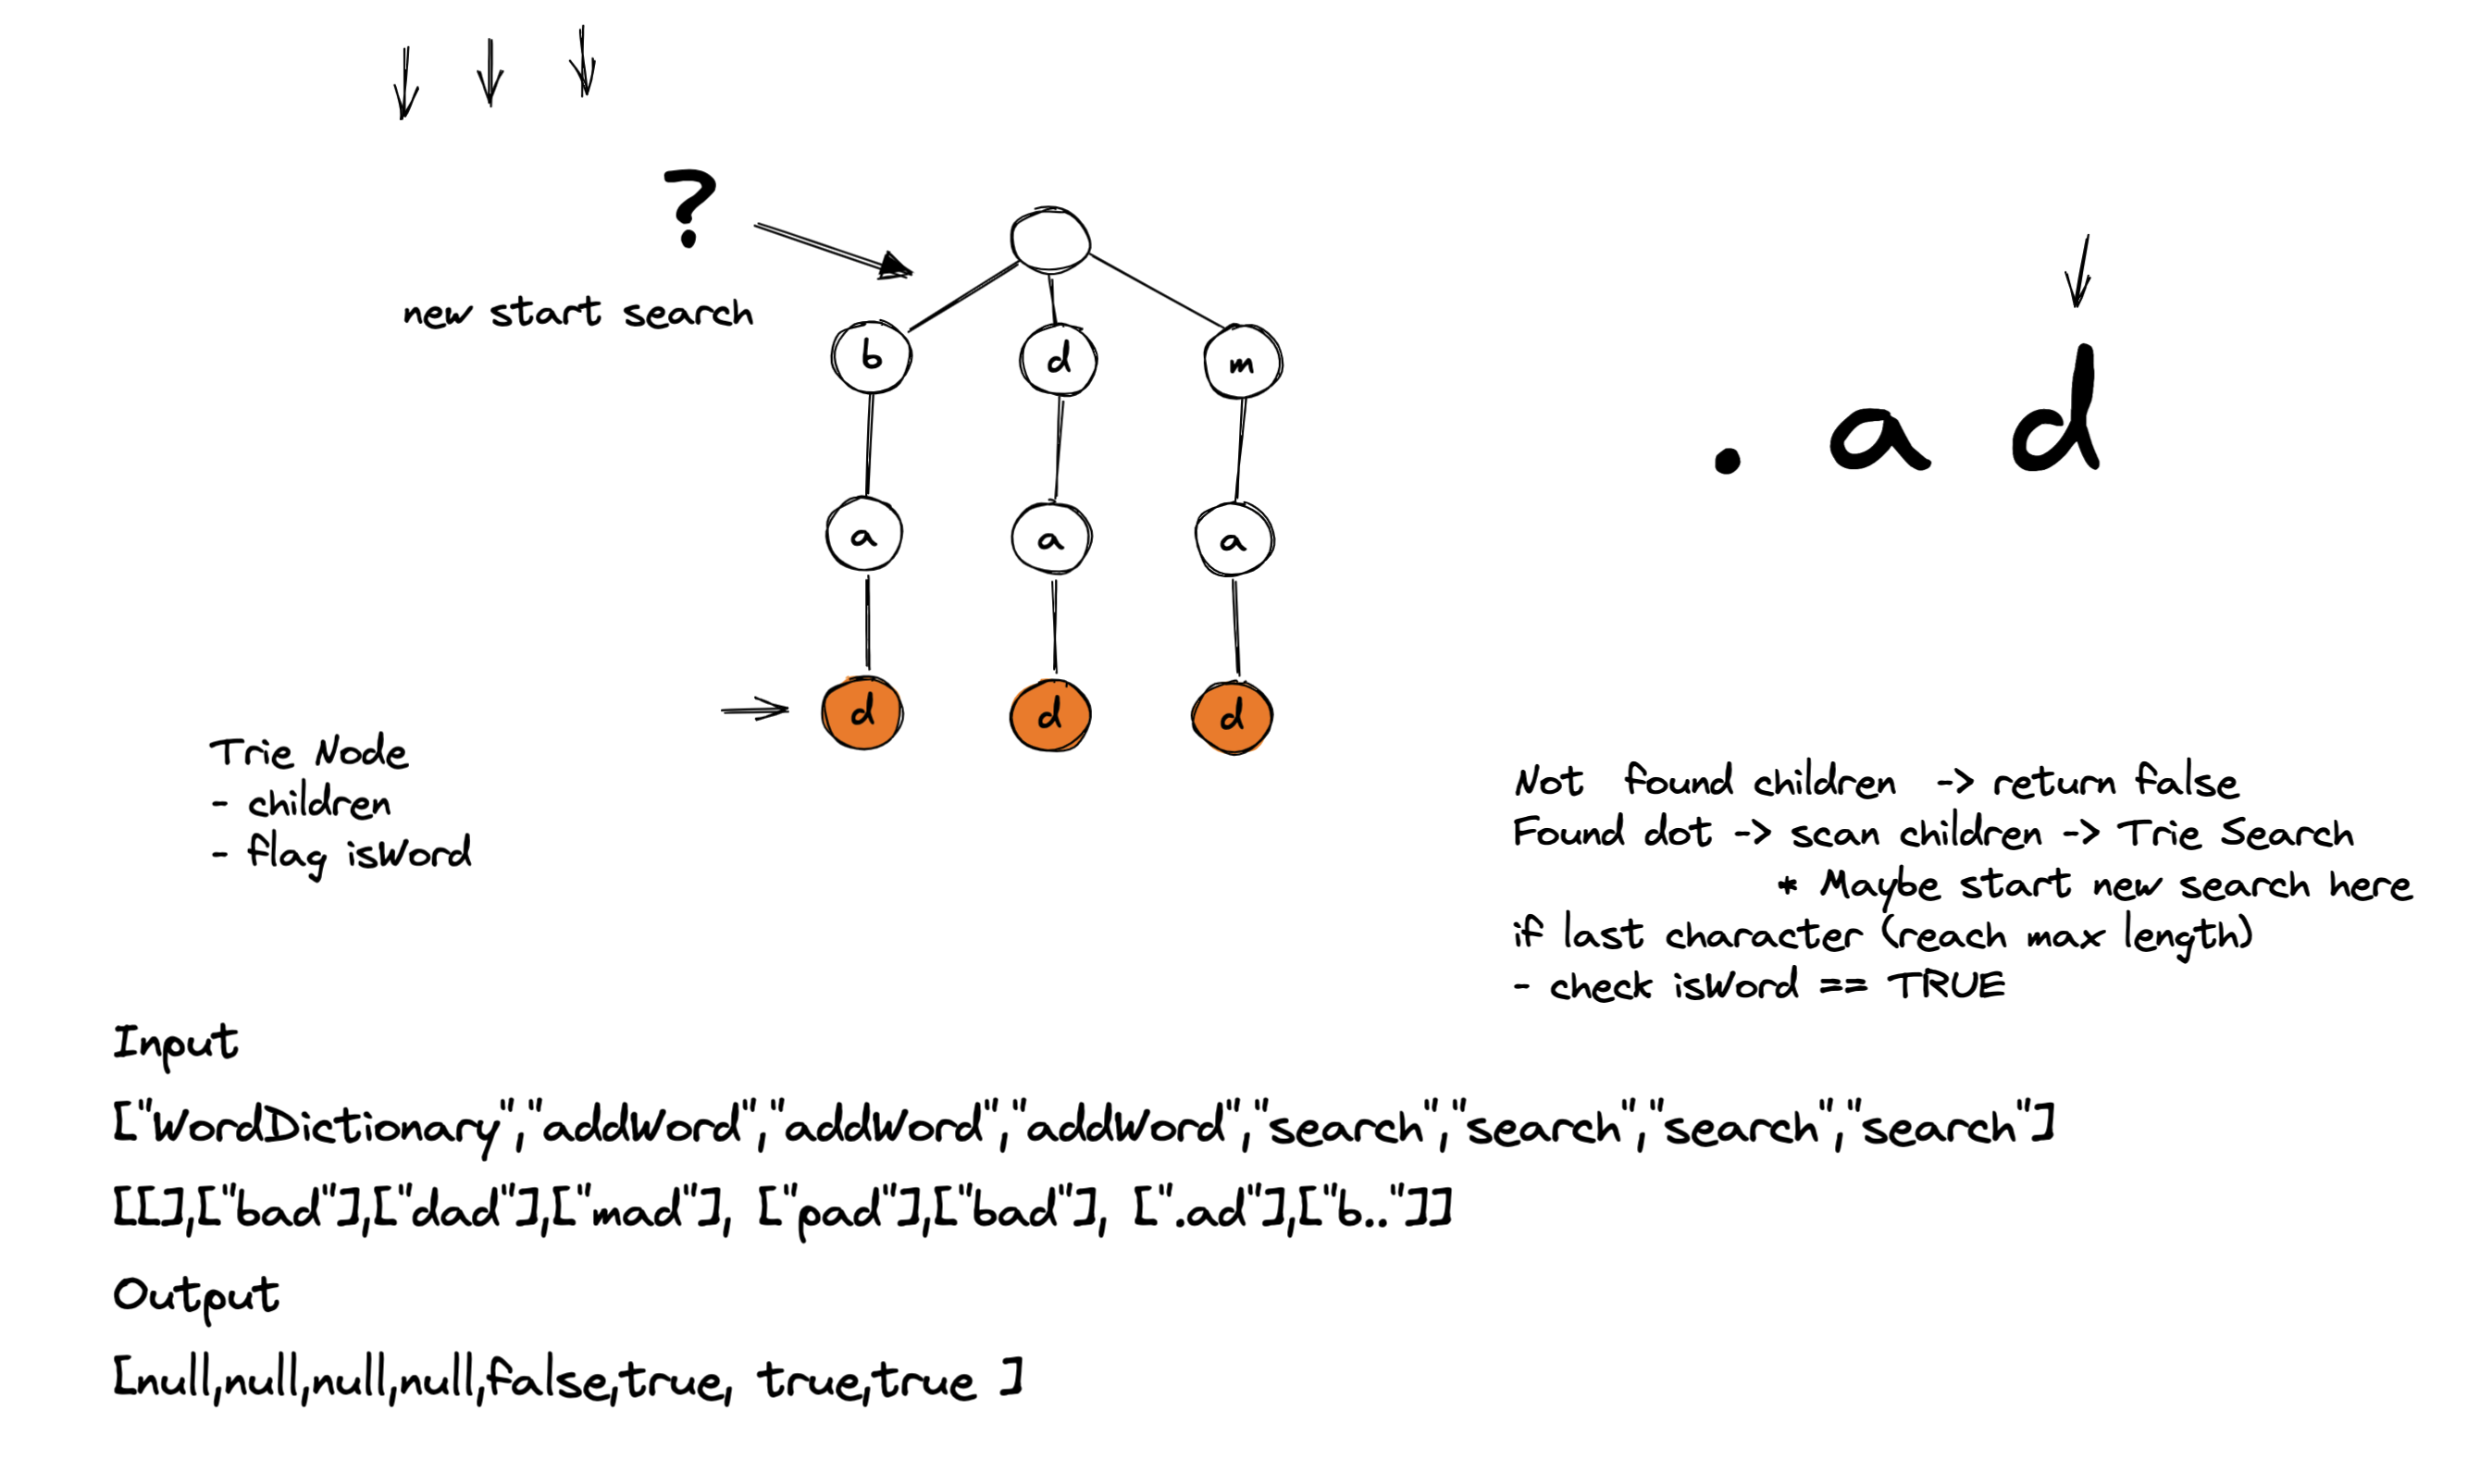 ?
new start search
b d m
a a a
d d d
. a d
Trie Node
- children
- flag isWord
Not found children -> return false
Found dot -> scan children -> Trie Search
* Maybe start new search here
if last character (reach max length)
- check isWord == TRUE
Input
["WordDictionary","addWord","addWord","addWord","search","search","search","search"]
[[],["bad"],["dad"],["mad"], ["pad"],["bad"], [".ad"],["b.."]]
Output
[null,null,null,null,false,true, true,true ]